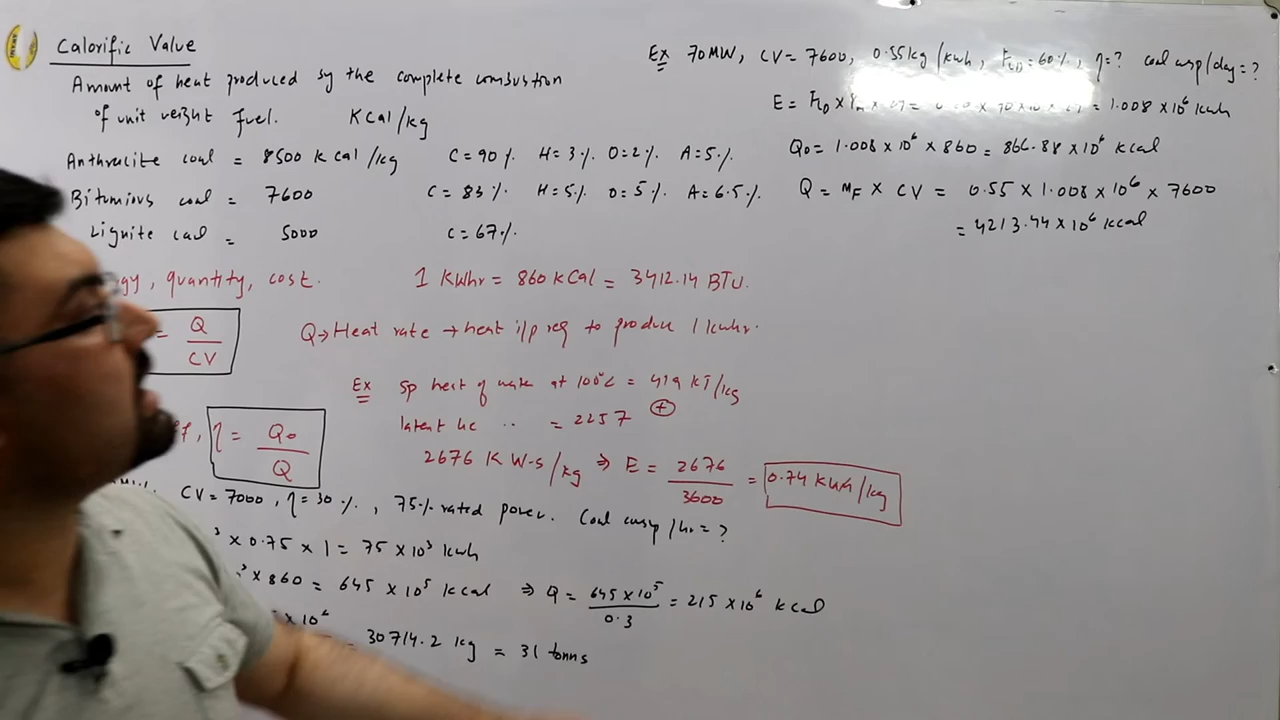 Calorific Value
Amount of heat produced by the complete combustion
of unit weight fuel. KCal/kg
Anthracite coal = 8500 k cal/kg C = 90 % H = 3 % O = 2 % A = 5 %.
Bitumious coal = 7600 C = 83 % H = 5 % O = 5 % A = 6.5 %.
Lignite coal = 5000 C = 67 %.
gy, quantity, cost. 1 KWhr = 860 kCal = 3412.14 BTU.
= Q / CV
Q → Heat rate → heat i/p req to produce 1 kwhr.
Ex sp heat of water at 100°C = 419 KJ/kg
latent he .. = 2257 +
2676 KW-s/kg ⇒ E = 2676 / 3600 = 0.74 KWh/kg
η = Qo / Q
CV = 7000, η = 30 %, 75 % rated power. Coal consp/hr = ?
3 × 0.75 × 1 = 75 × 10³ kwh
3 × 860 = 645 × 10⁵ kcal ⇒ Q = 645 × 10⁵ / 0.3 = 215 × 10⁶ kcal
× 10⁶
= 30714.2 kg = 31 tonns
Ex 70MW, CV = 7600, 0.55kg/kwh, = 60 %, η = ? coal consp/day = ?
E = = 1.008 × 10⁶ kwh
Qo = 1.008 × 10⁶ × 860 = 866.88 × 10⁶ kcal
Q = MF × CV = 0.55 × 1.008 × 10⁶ × 7600
= 4213.44 × 10⁶ kcal